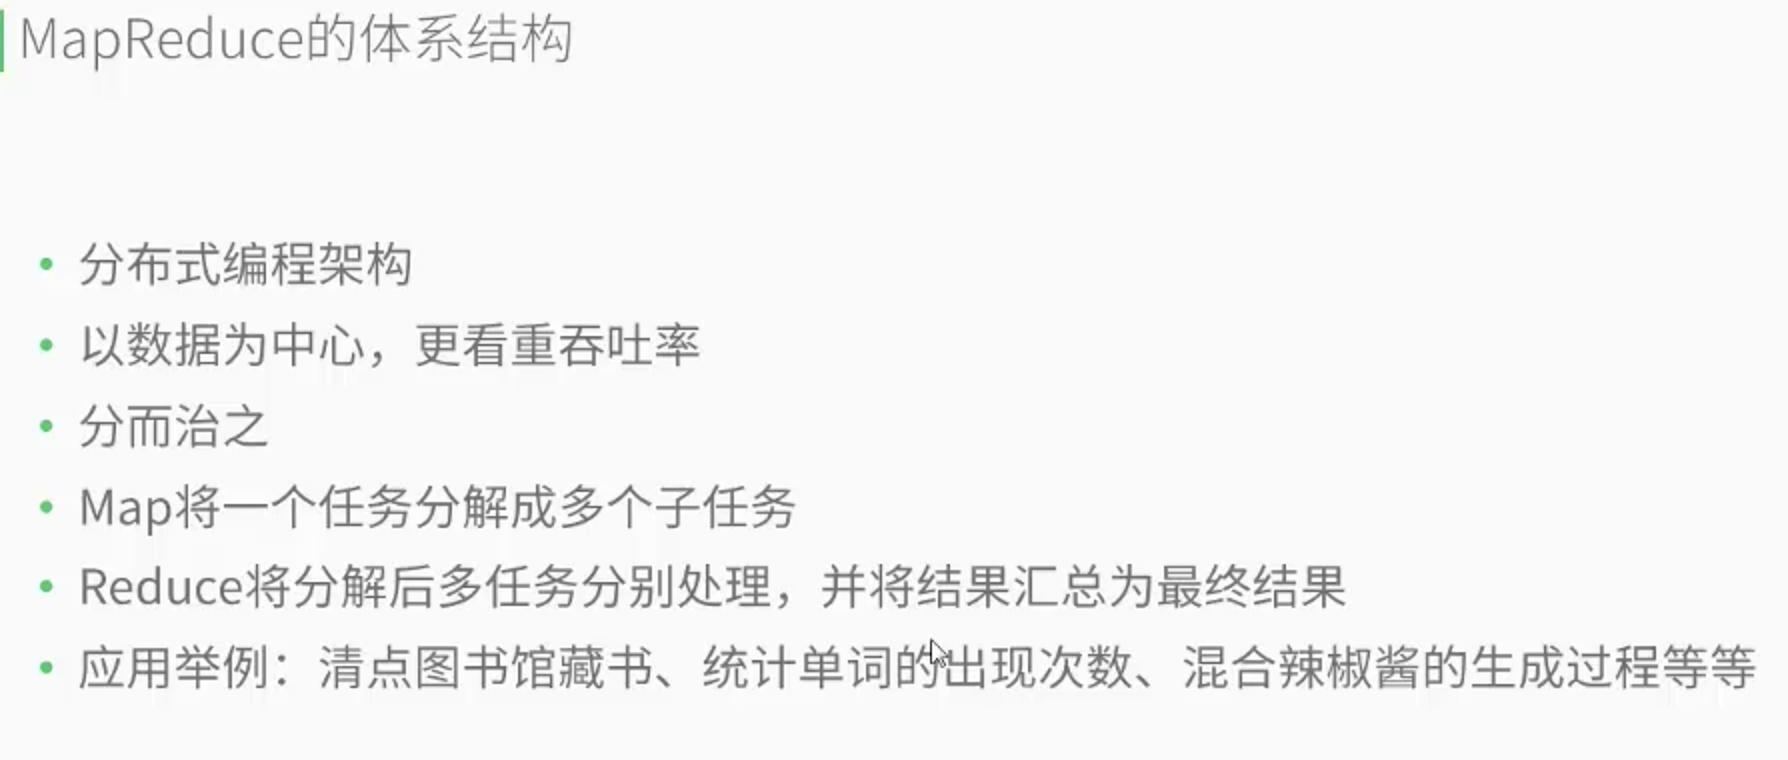 MapReduce的体系结构
• 分布式编程架构
• 以数据为中心，更看重吞吐率
• 分而治之
• Map将一个任务分解成多个子任务
• Reduce将分解后多任务分别处理，并将结果汇总为最终结果
• 应用举例：清点图书馆藏书、统计单词的出现次数、混合辣椒酱的生成过程等等